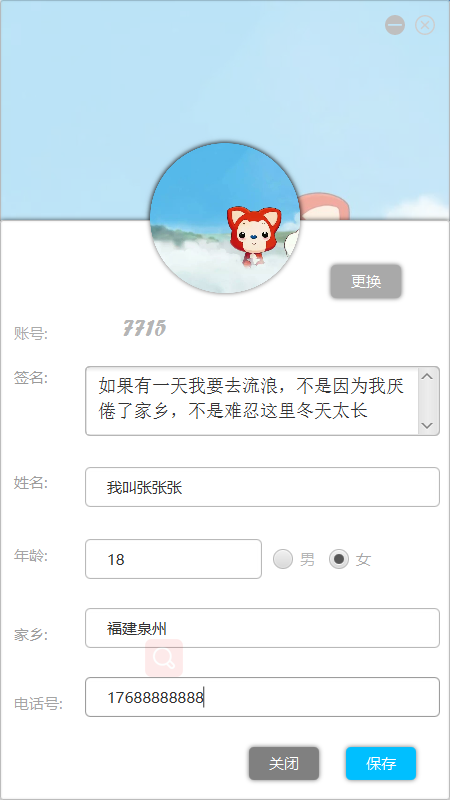 更换
账号: 7715
签名: 如果有一天我要去流浪，不是因为我厌
倦了家乡，不是难忍这里冬天太长
姓名: 我叫张张张
年龄: 18 男 女
家乡: 福建泉州
电话号: 17688888888
关闭 保存